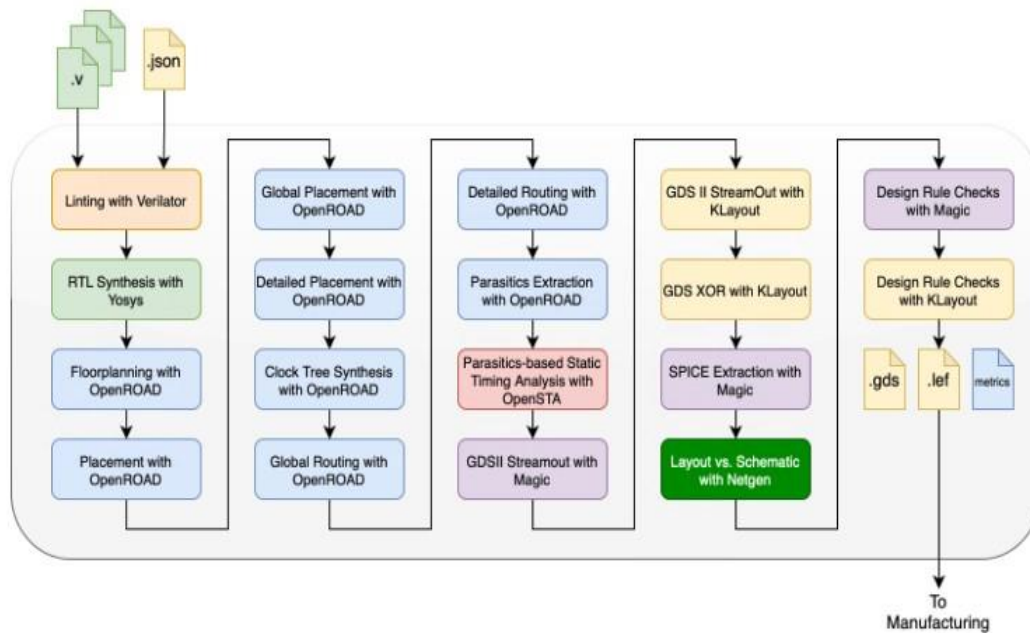 .v
.json
Linting with Verilator
RTL Synthesis with
Yosys
Floorplanning with
OpenROAD
Placement with
OpenROAD
Global Placement with
OpenROAD
Detailed Placement with
OpenROAD
Clock Tree Synthesis
with OpenROAD
Global Routing with
OpenROAD
Detailed Routing with
OpenROAD
Parasitics Extraction
with OpenROAD
Parasitics-based Static
Timing Analysis with
OpenSTA
GDSII Streamout with
Magic
GDS II StreamOut with
KLayout
GDS XOR with KLayout
SPICE Extraction with
Magic
Layout vs. Schematic
with Netgen
Design Rule Checks
with Magic
Design Rule Checks
with KLayout
.gds
.lef
metrics
To
Manufacturing